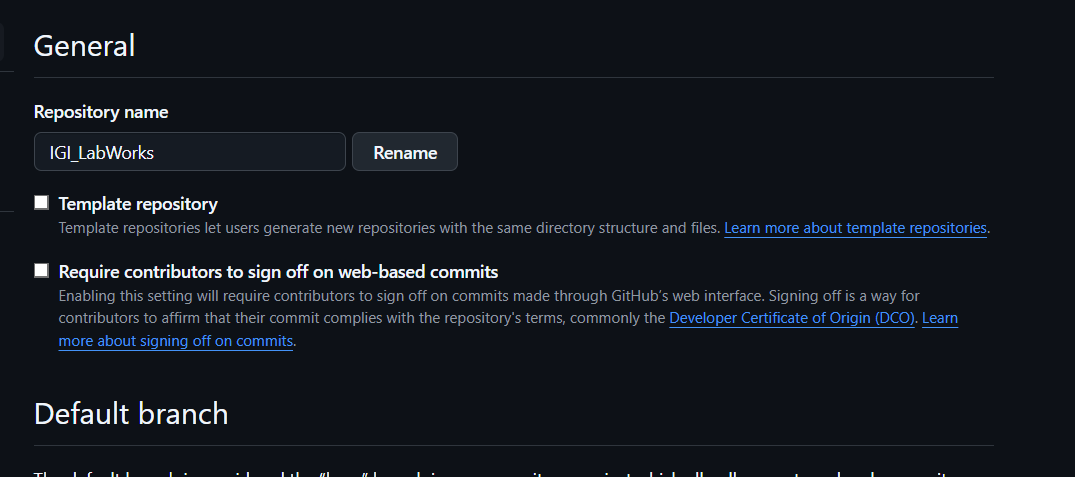 General
Repository name
IGI_LabWorks
Rename
Template repository
Template repositories let users generate new repositories with the same directory structure and files. Learn more about template repositories.
Require contributors to sign off on web-based commits
Enabling this setting will require contributors to sign off on commits made through GitHub's web interface. Signing off is a way for
contributors to affirm that their commit complies with the repository's terms, commonly the Developer Certificate of Origin (DCO). Learn
more about signing off on commits.
Default branch